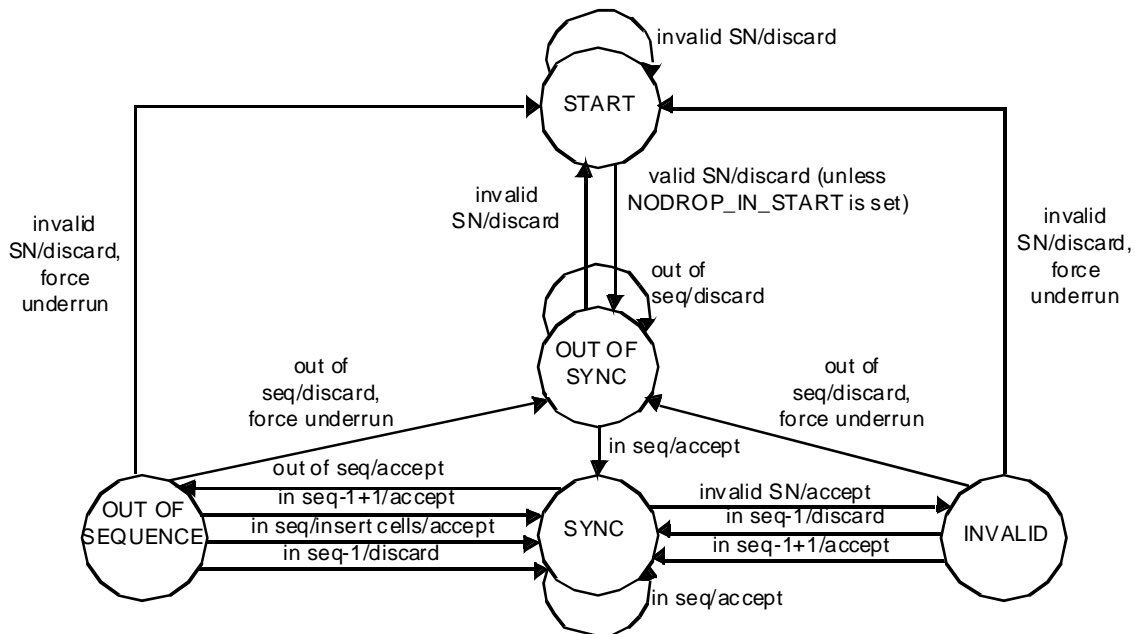 invalid SN/discard
START
valid SN/discard (unless
NODROP_IN_START is set)
invalid
SN/discard
invalid
SN/discard,
force
underrun
invalid
SN/discard,
force
underrun
out of
seq/discard
OUT OF
SYNC
out of
seq/discard,
force underrun
out of
seq/discard,
force underrun
in seq/accept
out of seq/accept
in seq-1+1/accept
in seq/insert cells/accept
in seq-1/discard
OUT OF
SEQUENCE
SYNC
invalid SN/accept
in seq-1/discard
in seq-1+1/accept
INVALID
in seq/accept